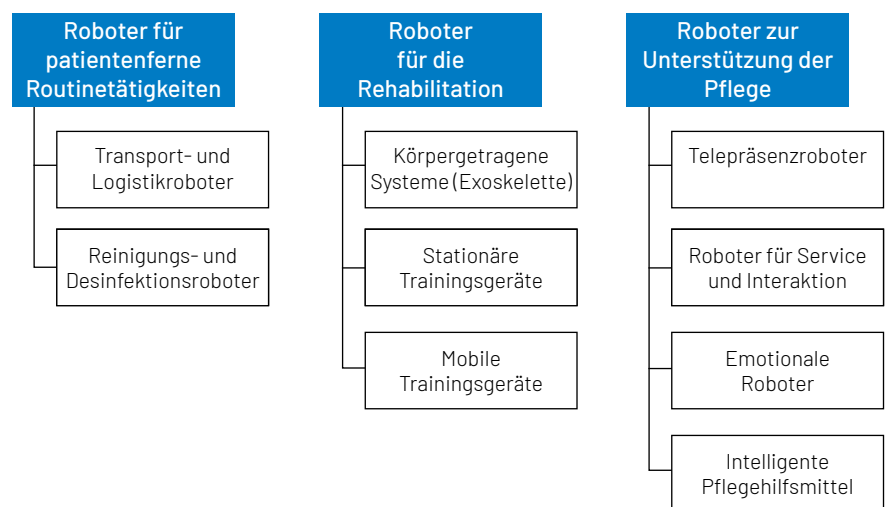 Roboter für
patientenferne
Routinetätigkeiten
Transport- und
Logistikroboter
Reinigungs- und
Desinfektionsroboter
Roboter
für die
Rehabilitation
Körpergetragene
Systeme (Exoskelette)
Stationäre
Trainingsgeräte
Mobile
Trainingsgeräte
Roboter zur
Unterstützung der
Pflege
Telepräsenzroboter
Roboter für Service
und Interaktion
Emotionale
Roboter
Intelligente
Pflegehilfsmittel